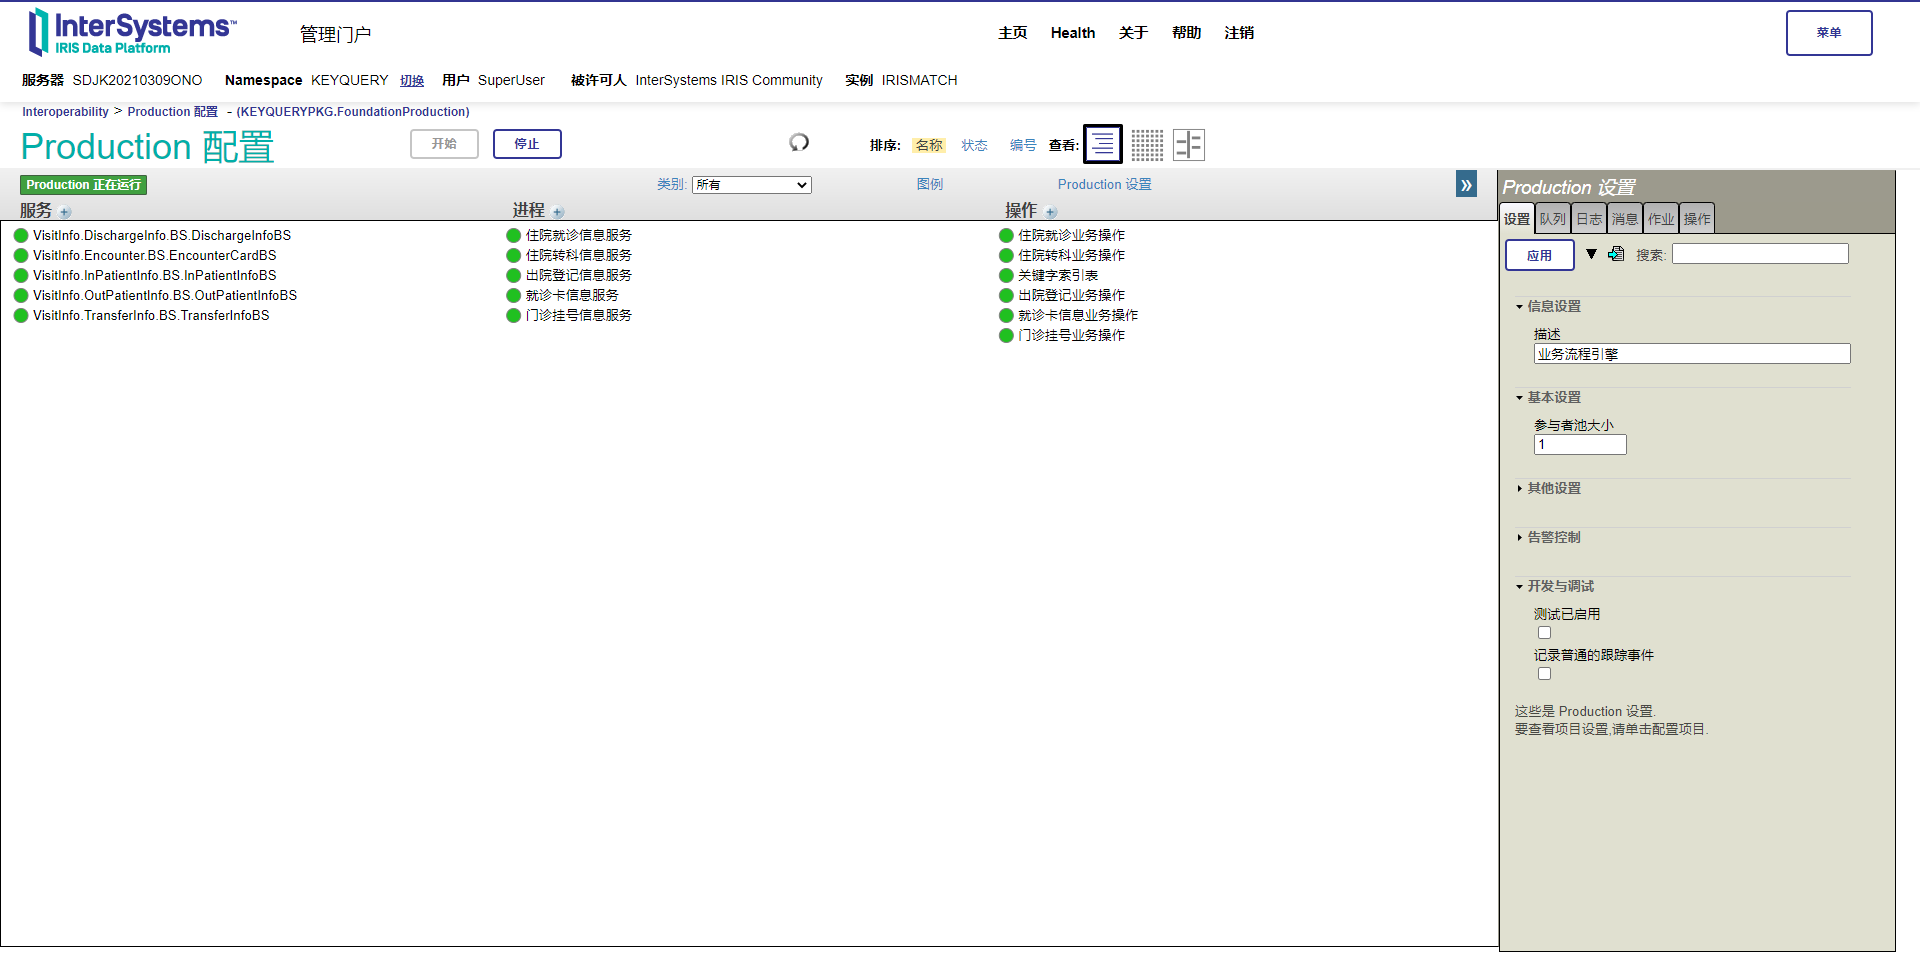 InterSystems™
IRIS Data Platform
管理门户
主页 Health 关于 帮助 注销
菜单
服务器 SDJK20210309ONO Namespace KEYQUERY 切换 用户 SuperUser 被许可人 InterSystems IRIS Community 实例 IRISMATCH
Interoperability > Production 配置 - (KEYQUERYPKG.FoundationProduction)
Production 配置
开始 停止
排序: 名称 状态 编号 查看:
Production 正在运行
类别: 所有 图例 Production 设置 »
服务 进程 操作
VisitInfo.DischargeInfo.BS.DischargeInfoBS
VisitInfo.Encounter.BS.EncounterCardBS
VisitInfo.InPatientInfo.BS.InPatientInfoBS
VisitInfo.OutPatientInfo.BS.OutPatientInfoBS
VisitInfo.TransferInfo.BS.TransferInfoBS
住院就诊信息服务
住院转科信息服务
出院登记信息服务
就诊卡信息服务
门诊挂号信息服务
住院就诊业务操作
住院转科业务操作
关键字索引表
出院登记业务操作
就诊卡信息业务操作
门诊挂号业务操作
Production 设置
设置 队列 日志 消息 作业 操作
应用 搜索:
信息设置
描述
业务流程引擎
基本设置
参与者池大小
1
其他设置
告警控制
开发与调试
测试已启用
记录普通的跟踪事件
这些是 Production 设置.
要查看项目设置,请单击配置项目.